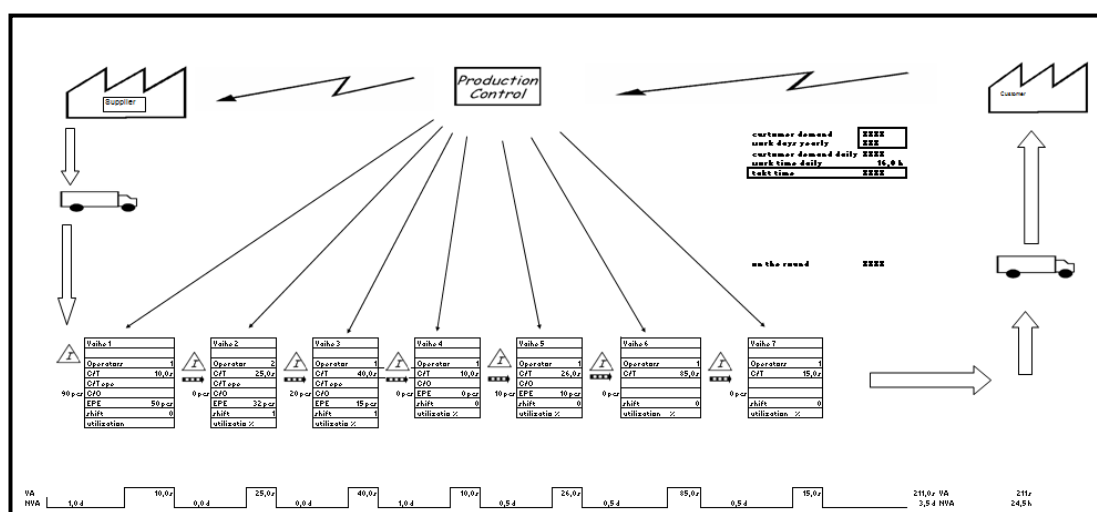 Supplier
Production
Control
Customer
customer demand XXXX
work days yearly XXX
customer demand daily XXXX
work time daily 16,0 h
takt time XXXX
on the round XXXX
Vaihe 1
Operators 1
C/T 10,0s
C/T epe
C/O
EPE 50 pcs
shift 0
utilization
Vaihe 2
Operator 2
C/T 25,0s
C/T epe
C/O
EPE 32 pcs
shift 1
utilizatio %
Vaihe 3
Operator 1
C/T 40,0s
C/T epe
C/O
EPE 15 pcs
shift 1
utilizatio %
Vaihe 4
Operator 1
C/T 10,0s
C/O
EPE 0 pcs
shift 0
utilizatio %
Vaihe 5
Operator 1
C/T 26,0s
C/O
EPE 10 pcs
shift 0
utilizatio %
Vaihe 6
Operators 1
C/T 85,0s
shift 0
utilization %
Vaihe 7
Operators 1
C/T 15,0s
shift 0
utilization %
I I I I I I I
90 pcs 0 pcs 20 pcs 0 pcs 10 pcs 0 pcs 0 pcs
VA 10,0s 25,0s 40,0s 10,0s 26,0s 85,0s 15,0s 211,0s VA 211s
NVA 1,0 d 0,0 d 0,0 d 1,0 d 0,5 d 0,5 d 0,5 d 3,5 d NVA 24,5 h